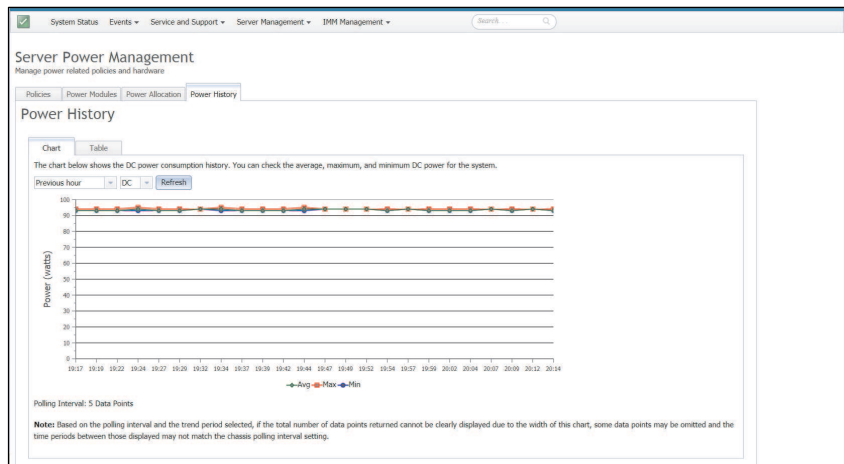 System Status Events Service and Support Server Management IMM Management Search...
Server Power Management
Manage power related policies and hardware
Policies Power Modules Power Allocation Power History
Power History
Chart Table
The chart below shows the DC power consumption history. You can check the average, maximum, and minimum DC power for the system.
Previous hour DC Refresh
100
90
80
70
60
50
40
30
20
10
0
Power (watts)
19:17 19:19 19:22 19:24 19:27 19:29 19:32 19:34 19:37 19:39 19:42 19:44 19:47 19:49 19:52 19:54 19:57 19:59 20:02 20:04 20:07 20:09 20:12 20:14
Avg Max Min
Polling Interval: 5 Data Points
Note: Based on the polling interval and the trend period selected, if the total number of data points returned cannot be clearly displayed due to the width of this chart, some data points may be omitted and the
time periods between those displayed may not match the chassis polling interval setting.